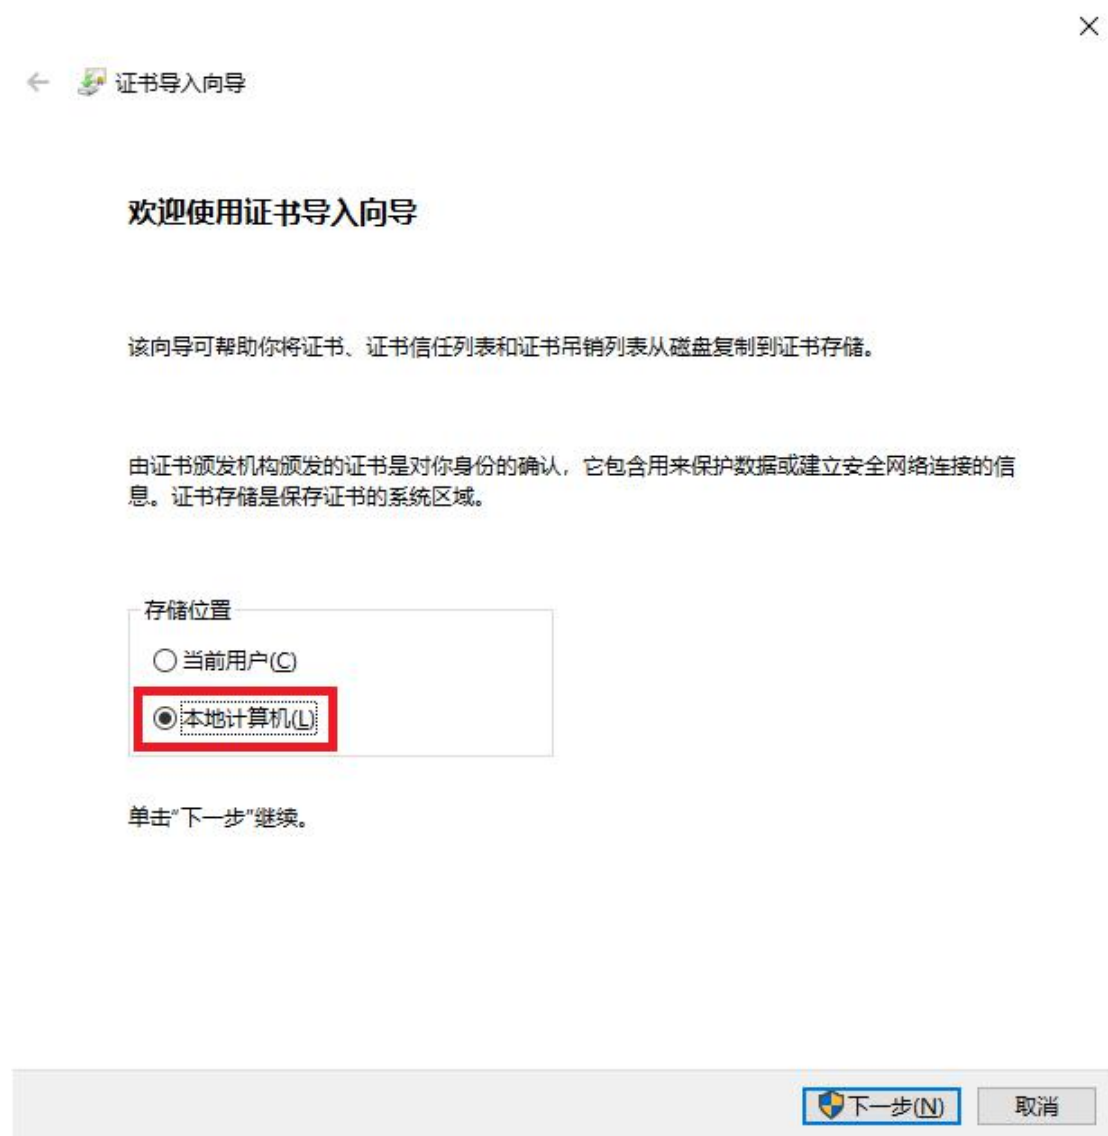 证书导入向导
欢迎使用证书导入向导
该向导可帮助你将证书、证书信任列表和证书吊销列表从磁盘复制到证书存储。
由证书颁发机构颁发的证书是对你身份的确认，它包含用来保护数据或建立安全网络连接的信
息。证书存储是保存证书的系统区域。
存储位置
当前用户(C)
本地计算机(L)
单击"下一步"继续。
下一步(N)
取消